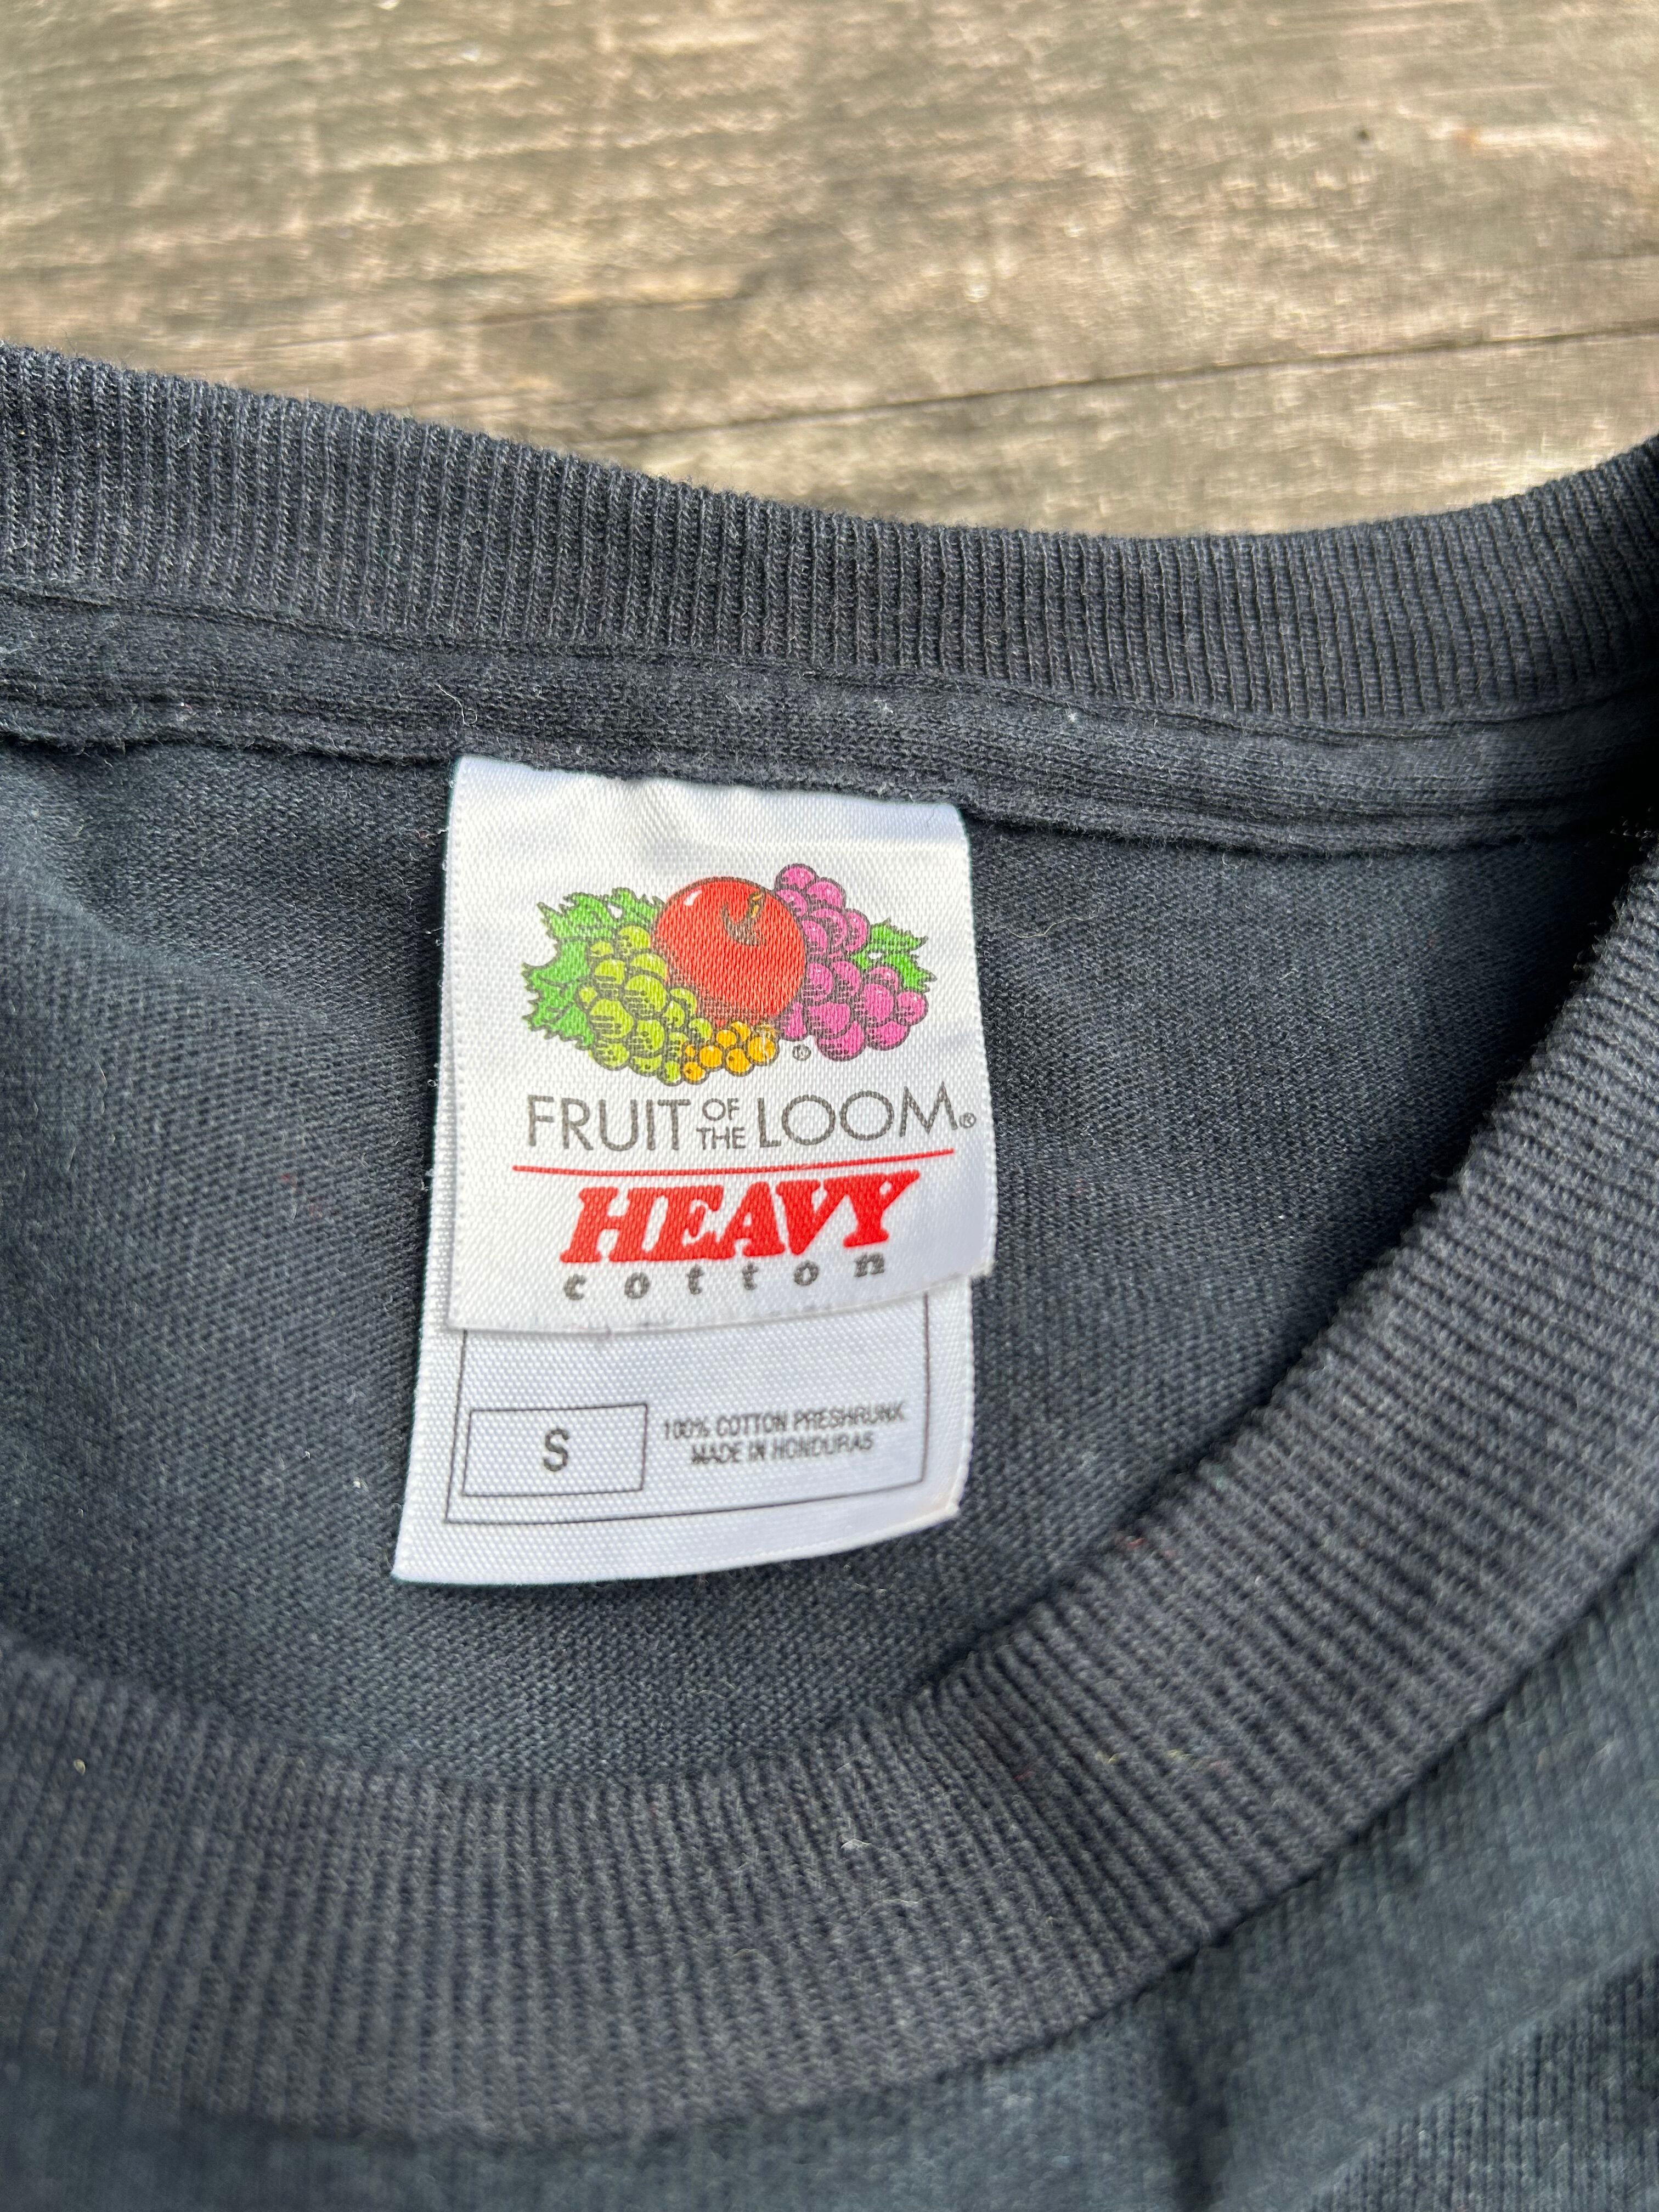 ®
FRUIT OF THE LOOM®
HEAVY
cotton
S
100% COTTON PRESHRUNK
MADE IN HONDURAS